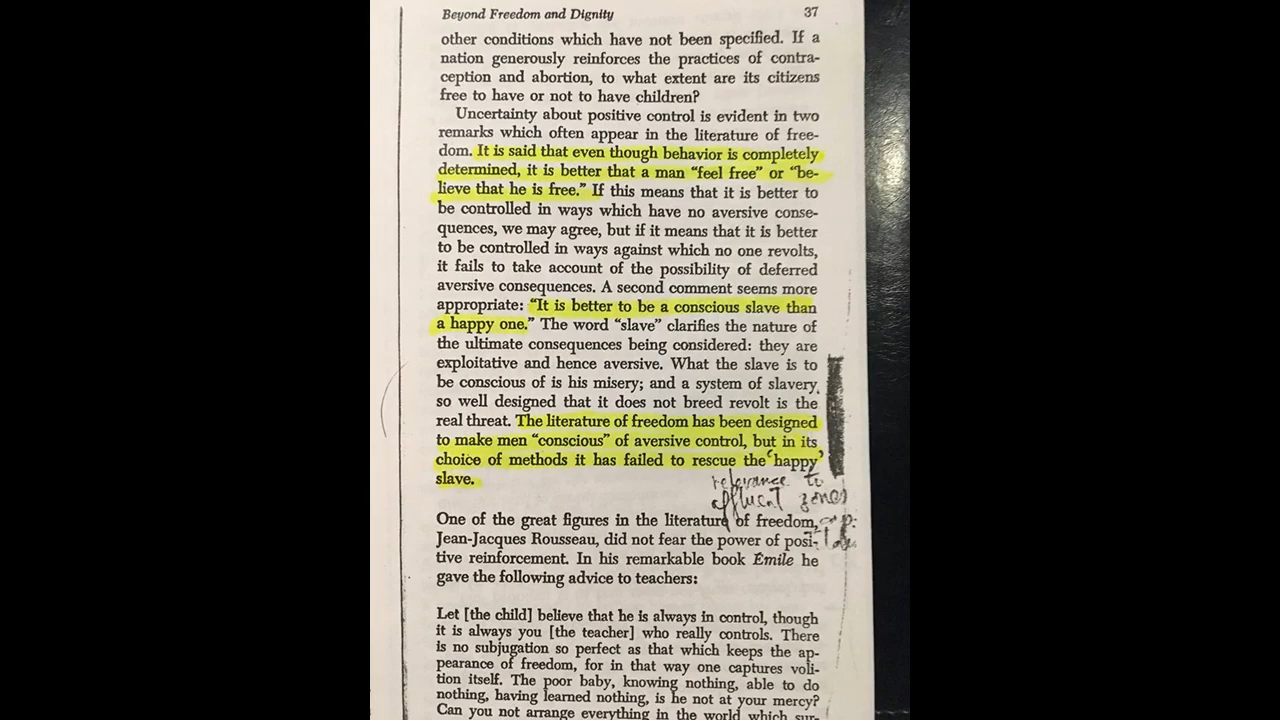 Beyond Freedom and Dignity 37
other conditions which have not been specified. If a
nation generously reinforces the practices of contra-
ception and abortion, to what extent are its citizens
free to have or not to have children?
Uncertainty about positive control is evident in two
remarks which often appear in the literature of free-
dom. It is said that even though behavior is completely
determined, it is better that a man “feel free” or “be-
lieve that he is free.” If this means that it is better to
be controlled in ways which have no aversive conse-
quences, we may agree, but if it means that it is better
to be controlled in ways against which no one revolts,
it fails to take account of the possibility of deferred
aversive consequences. A second comment seems more
appropriate: “It is better to be a conscious slave than
a happy one.” The word “slave” clarifies the nature of
the ultimate consequences being considered: they are
exploitative and hence aversive. What the slave is to
be conscious of is his misery; and a system of slavery
so well designed that it does not breed revolt is the
real threat. The literature of freedom has been designed
to make men “conscious” of aversive control, but in its
choice of methods it has failed to rescue the ‘happy’
slave.
relevance to
affluent zones
One of the great figures in the literature of freedom,
Jean-Jacques Rousseau, did not fear the power of posi-
tive reinforcement. In his remarkable book Émile he
gave the following advice to teachers:
Let [the child] believe that he is always in control, though
it is always you [the teacher] who really controls. There
is no subjugation so perfect as that which keeps the ap-
pearance of freedom, for in that way one captures voli-
tion itself. The poor baby, knowing nothing, able to do
nothing, having learned nothing, is he not at your mercy?
Can you not arrange everything in the world which sur-